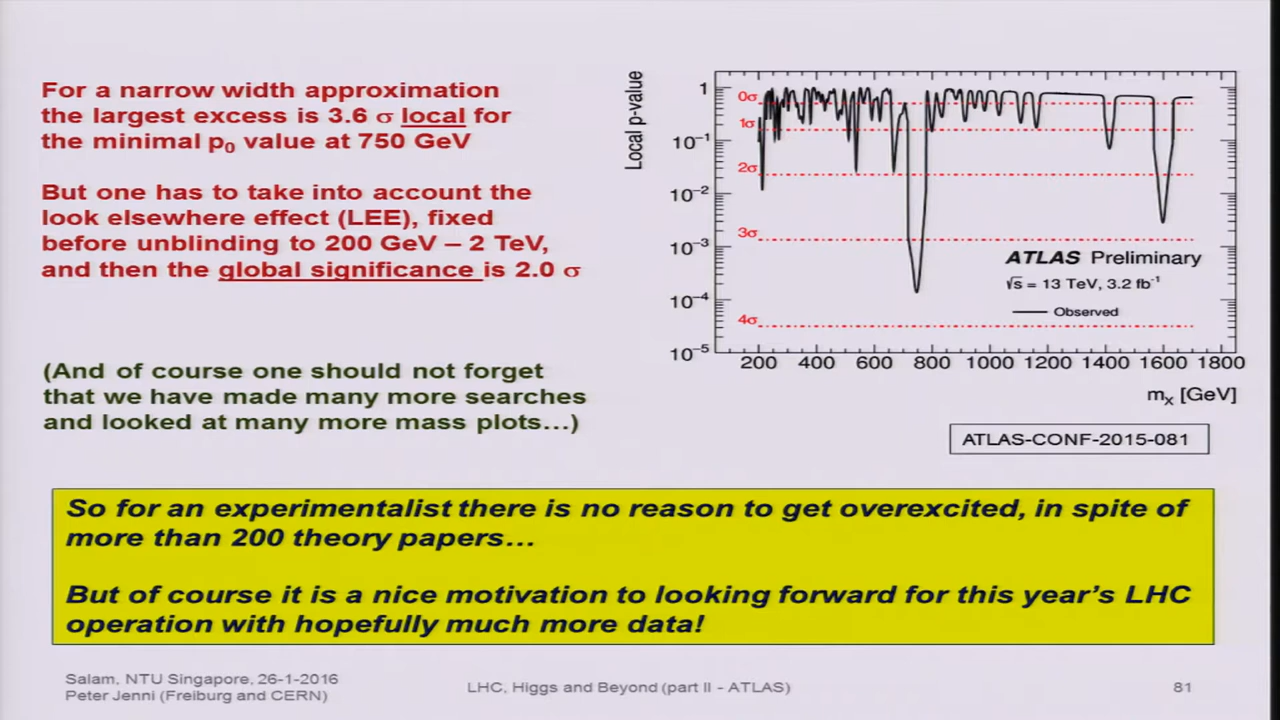 For a narrow width approximation
the largest excess is 3.6 σ local for
the minimal p₀ value at 750 GeV
But one has to take into account the
look elsewhere effect (LEE), fixed
before unblinding to 200 GeV – 2 TeV,
and then the global significance is 2.0 σ
(And of course one should not forget
that we have made many more searches
and looked at many more mass plots…)
Local p-value
1
10⁻¹
10⁻²
10⁻³
10⁻⁴
10⁻⁵
0σ
1σ
2σ
3σ
4σ
ATLAS Preliminary
√s = 13 TeV, 3.2 fb⁻¹
Observed
200 400 600 800 1000 1200 1400 1600 1800
mₓ [GeV]
ATLAS-CONF-2015-081
So for an experimentalist there is no reason to get overexcited, in spite of
more than 200 theory papers…
But of course it is a nice motivation to looking forward for this year’s LHC
operation with hopefully much more data!
Salam, NTU Singapore, 26-1-2016
Peter Jenni (Freiburg and CERN)
LHC, Higgs and Beyond (part II - ATLAS)
81